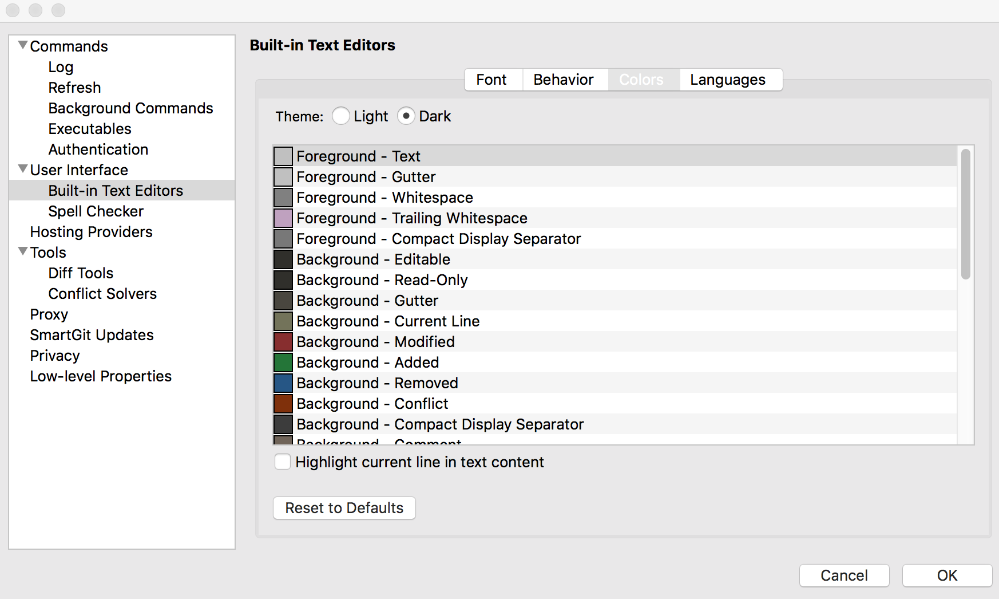 Commands
Log
Refresh
Background Commands
Executables
Authentication
User Interface
Built-in Text Editors
Spell Checker
Hosting Providers
Tools
Diff Tools
Conflict Solvers
Proxy
SmartGit Updates
Privacy
Low-level Properties
Built-in Text Editors
Font Behavior Colors Languages
Theme: Light Dark
Foreground - Text
Foreground - Gutter
Foreground - Whitespace
Foreground - Trailing Whitespace
Foreground - Compact Display Separator
Background - Editable
Background - Read-Only
Background - Gutter
Background - Current Line
Background - Modified
Background - Added
Background - Removed
Background - Conflict
Background - Compact Display Separator
Background - Comment
Highlight current line in text content
Reset to Defaults
Cancel OK